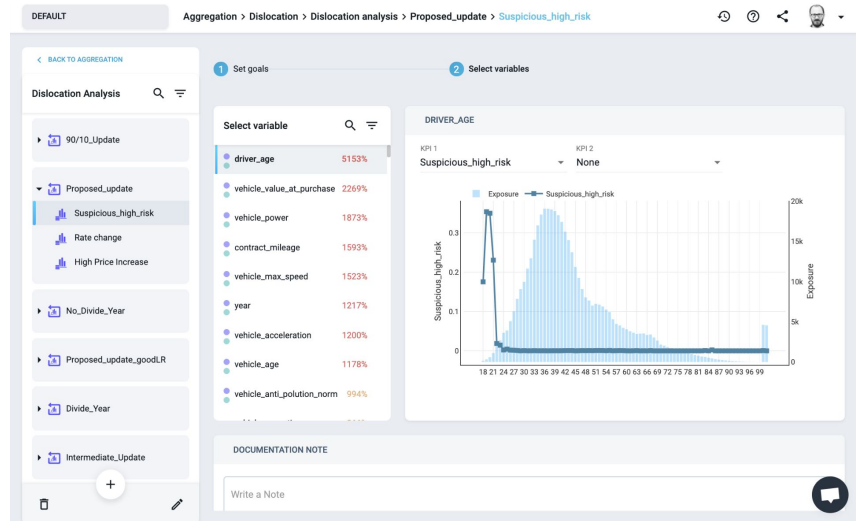 DEFAULT
Aggregation > Dislocation > Dislocation analysis > Proposed_update > Suspicious_high_risk
BACK TO AGGREGATION
Dislocation Analysis
90/10_Update
Proposed_update
Suspicious_high_risk
Rate change
High Price Increase
No_Divide_Year
Proposed_update_goodLR
Divide_Year
Intermediate_Update
+
1 Set goals
2 Select variables
Select variable
driver_age 5153%
vehicle_value_at_purchase 2269%
vehicle_power 1873%
contract_mileage 1593%
vehicle_max_speed 1523%
year 1217%
vehicle_acceleration 1200%
vehicle_age 1178%
vehicle_anti_polution_norm 994%
DRIVER_AGE
KPI 1
Suspicious_high_risk
KPI 2
None
Exposure
Suspicious_high_risk
Suspicious_high_risk
0.3
0.2
0.1
0
20k
15k
10k
5k
0
Exposure
18 21 24 27 30 33 36 39 42 45 48 51 54 57 60 63 66 69 72 75 78 81 84 87 90 93 96 99
DOCUMENTATION NOTE
Write a Note